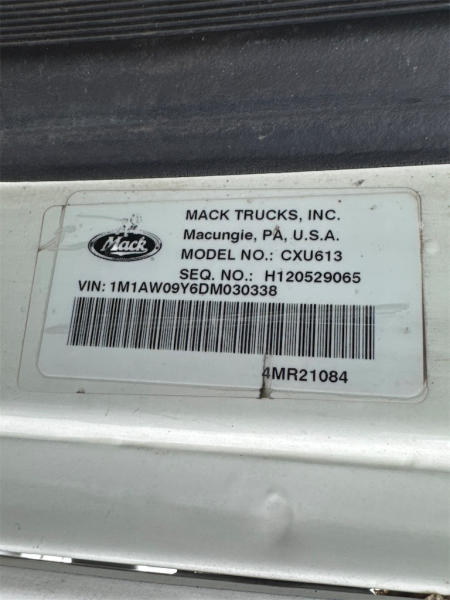 Mack
MACK TRUCKS, INC.
Macungie, PA, U.S.A.
MODEL NO.: CXU613
SEQ. NO.: H120529065
VIN: 1M1AW09Y6DM030338
4MR21084